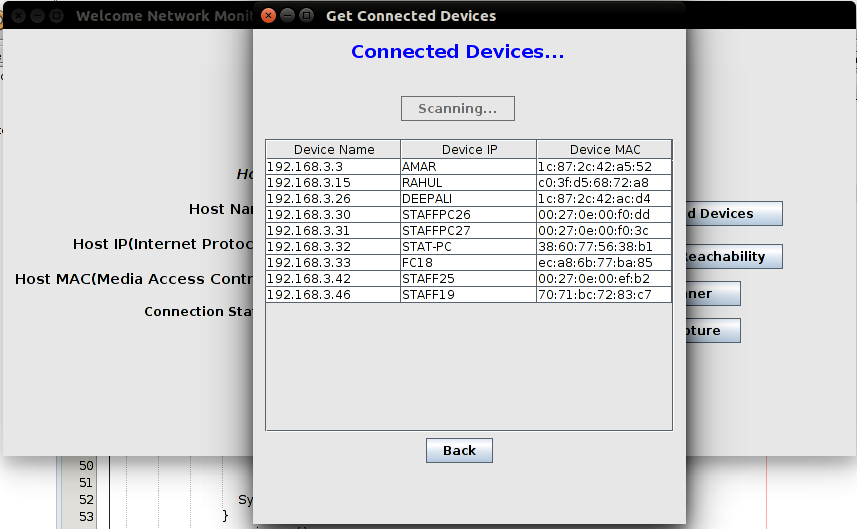 Welcome Network Monit
Get Connected Devices
Connected Devices...
Scanning...
Device Name Device IP Device MAC
192.168.3.3 AMAR 1c:87:2c:42:a5:52
192.168.3.15 RAHUL c0:3f:d5:68:72:a8
192.168.3.26 DEEPALI 1c:87:2c:42:ac:d4
192.168.3.30 STAFFPC26 00:27:0e:00:f0:dd
192.168.3.31 STAFFPC27 00:27:0e:00:f0:3c
192.168.3.32 STAT-PC 38:60:77:56:38:b1
192.168.3.33 FC18 ec:a8:6b:77:ba:85
192.168.3.42 STAFF25 00:27:0e:00:ef:b2
192.168.3.46 STAFF19 70:71:bc:72:83:c7
Back
Ho
Host Nam
Host IP(Internet Protoc
Host MAC(Media Access Contr
Connection Stat
d Devices
Reachability
nner
pture
50
51
52 Sy
53 }